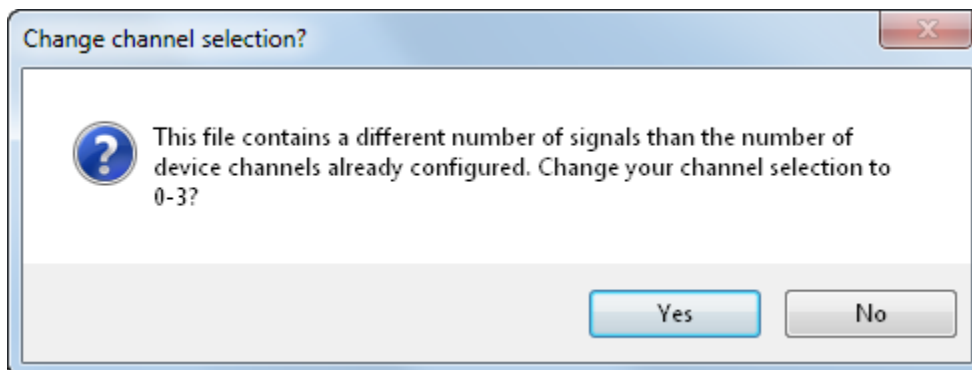 Change channel selection?
This file contains a different number of signals than the number of
device channels already configured. Change your channel selection to
0-3?
Yes No